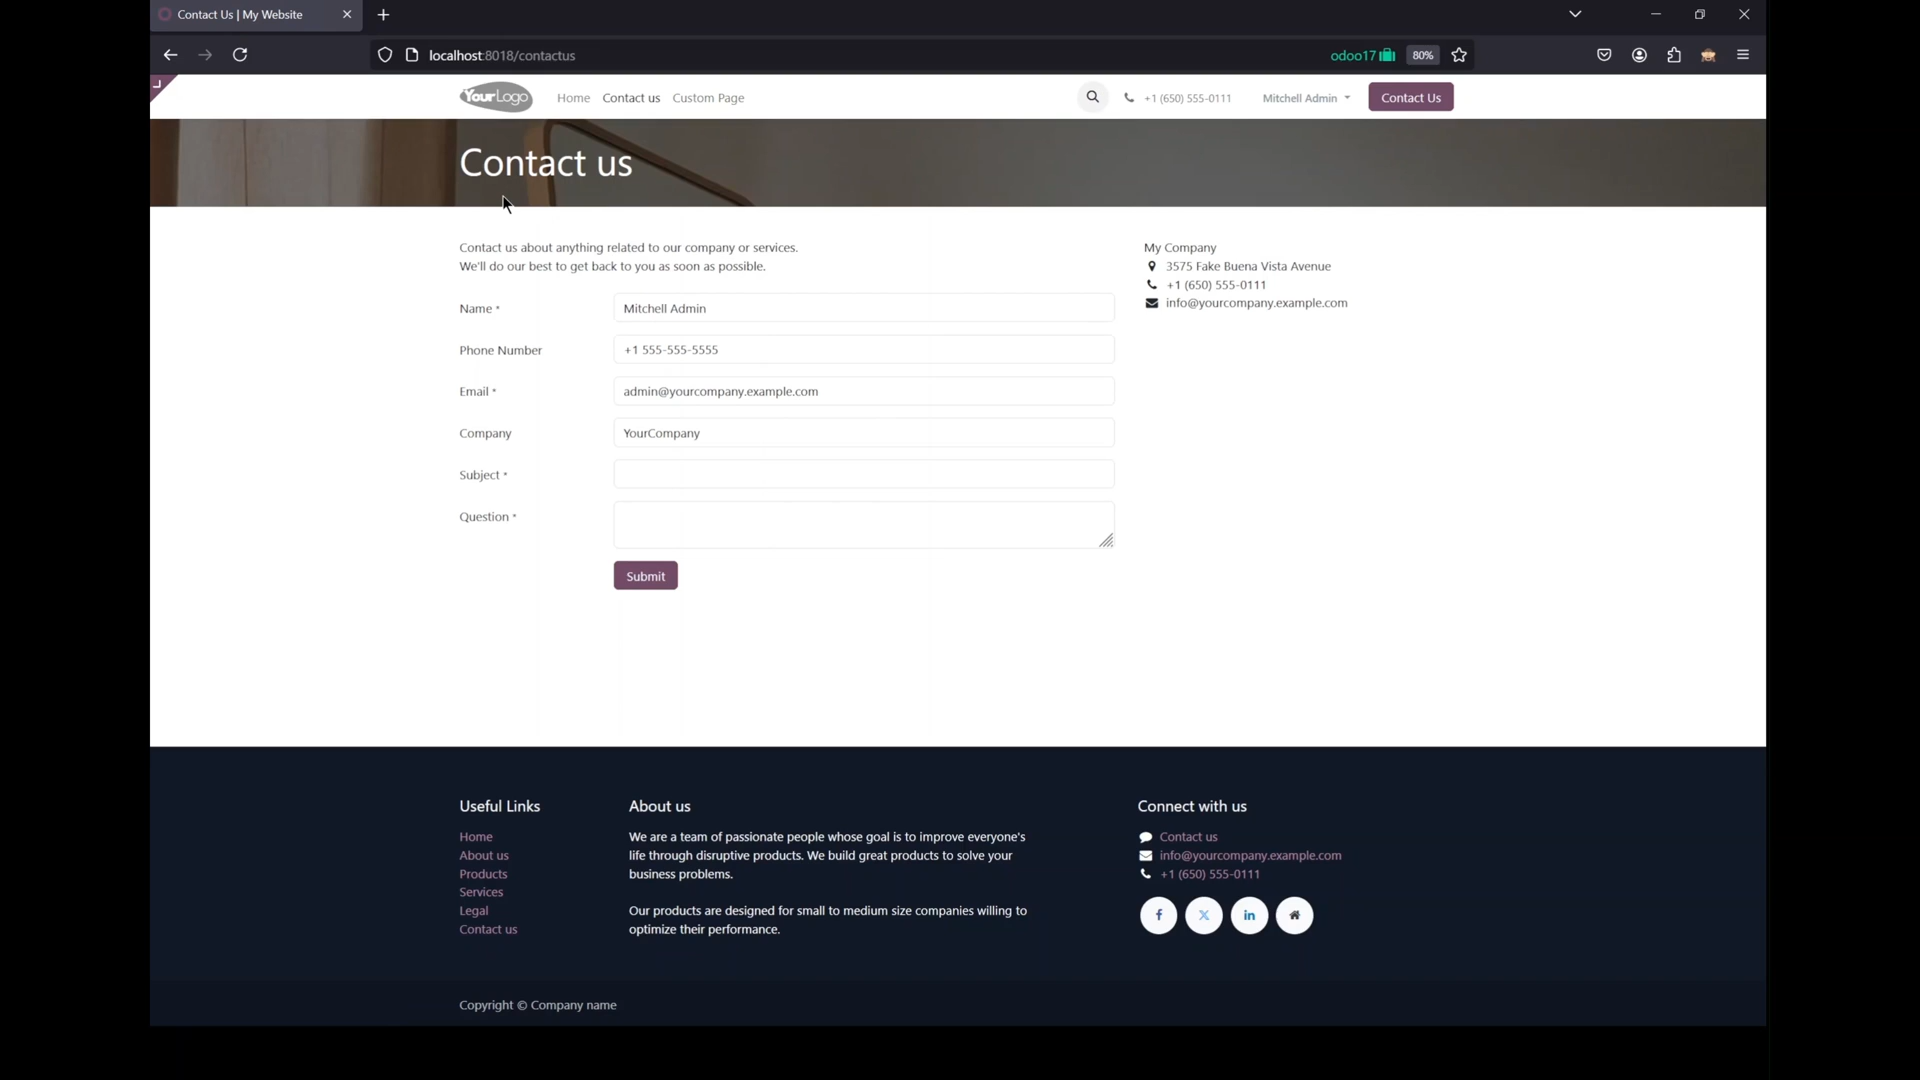 Contact Us | My Website
localhost:8018/contactus
odoo17
80%
YourLogo
Home
Contact us
Custom Page
+1 (650) 555-0111
Mitchell Admin
Contact Us
Contact us
Contact us about anything related to our company or services.
We'll do our best to get back to you as soon as possible.
Name *
Mitchell Admin
Phone Number
+1 555-555-5555
Email *
admin@yourcompany.example.com
Company
YourCompany
Subject *
Question *
Submit
My Company
3575 Fake Buena Vista Avenue
+1 (650) 555-0111
info@yourcompany.example.com
Useful Links
Home
About us
Products
Services
Legal
Contact us
About us
We are a team of passionate people whose goal is to improve everyone's
life through disruptive products. We build great products to solve your
business problems.
Our products are designed for small to medium size companies willing to
optimize their performance.
Connect with us
Contact us
info@yourcompany.example.com
+1 (650) 555-0111
Copyright © Company name